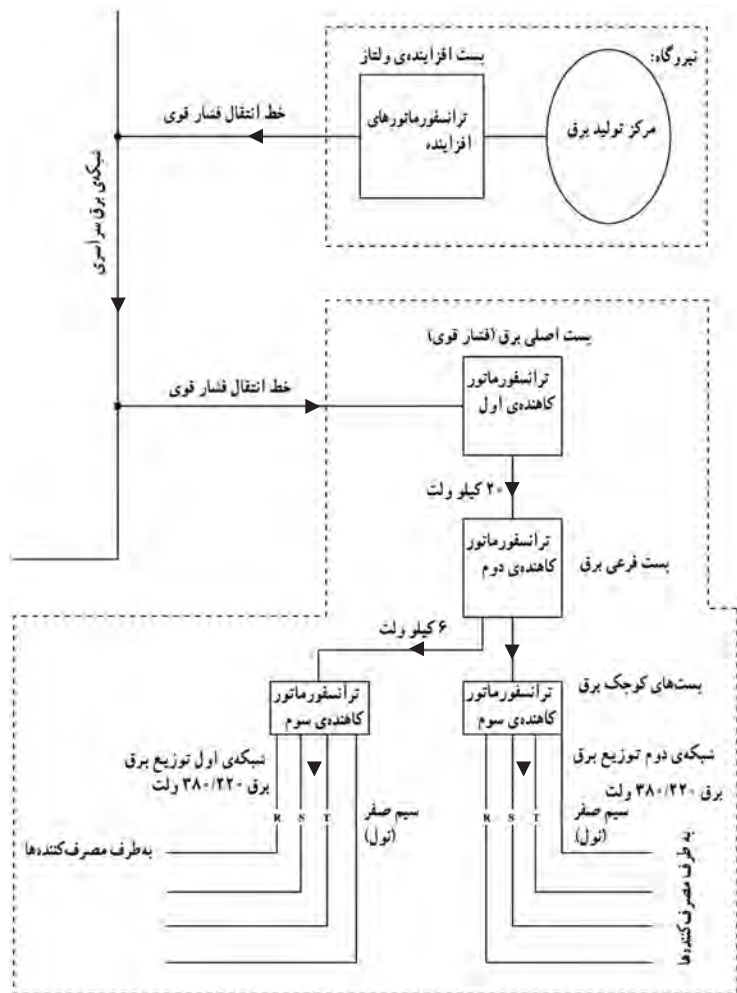 نیروگاه:
پست افزاینده‌ی ولتاژ
مرکز تولید برق
ترانسفورماتورهای
افزاینده
خط انتقال فشار قوی
شبکه‌ی برق سراسری
پست اصلی برق (فشار قوی)
ترانسفورماتور
کاهنده‌ی اول
خط انتقال فشار قوی
۲۰ کیلو ولت
ترانسفورماتور
کاهنده‌ی دوم
پست فرعی برق
۶ کیلو ولت
پست‌های کوچک برق
ترانسفورماتور
کاهنده‌ی سوم
ترانسفورماتور
کاهنده‌ی سوم
شبکه‌ی دوم توزیع برق
برق ۳۸۰/۲۲۰ ولت
شبکه‌ی اول توزیع برق
برق ۳۸۰/۲۲۰ ولت
R S T
سیم صفر
(نول)
R S T
سیم صفر
(نول)
به طرف مصرف‌کننده‌ها
به‌طرف مصرف‌کننده‌ها